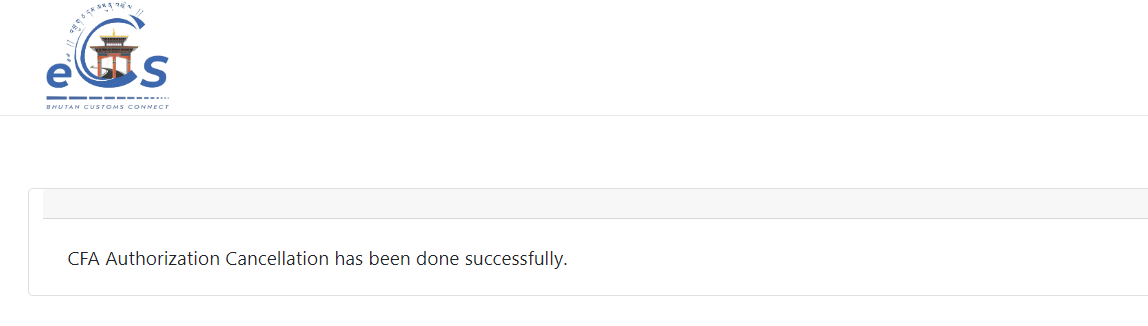 eCS
BHUTAN CUSTOMS CONNECT
CFA Authorization Cancellation has been done successfully.